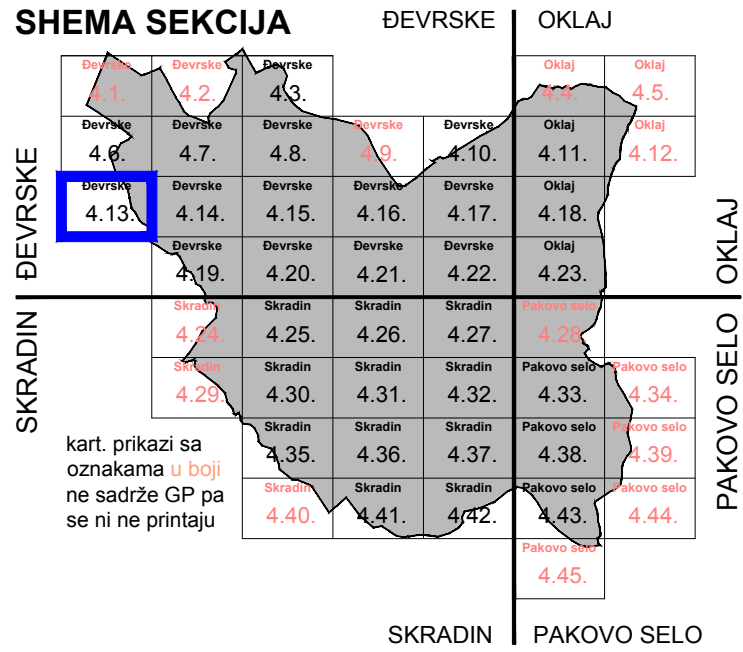 SHEMA SEKCIJA
ĐEVRSKE OKLAJ
Đevrske Đevrske Đevrske Oklaj Oklaj
4.1. 4.2. 4.3. 4.4. 4.5.
Đevrske Đevrske Đevrske Đevrske Đevrske Oklaj Oklaj
4.6. 4.7. 4.8. 4.9. 4.10. 4.11. 4.12.
Đevrske Đevrske Đevrske Đevrske Đevrske Oklaj
4.13. 4.14. 4.15. 4.16. 4.17. 4.18.
Đevrske Đevrske Đevrske Đevrske Oklaj
4.19. 4.20. 4.21. 4.22. 4.23.
ĐEVRSKE
OKLAJ
Skradin Skradin Skradin Skradin Pakovo selo
4.24. 4.25. 4.26. 4.27. 4.28.
Skradin Skradin Skradin Skradin Pakovo selo Pakovo selo
4.29. 4.30. 4.31. 4.32. 4.33. 4.34.
Skradin Skradin Skradin Pakovo selo Pakovo selo
4.35. 4.36. 4.37. 4.38. 4.39.
Skradin Skradin Skradin Pakovo selo Pakovo selo
4.40. 4.41. 4.42. 4.43. 4.44.
Pakovo selo
4.45.
SKRADIN
PAKOVO SELO
kart. prikazi sa
oznakama u boji
ne sadrže GP pa
se ni ne printaju
SKRADIN PAKOVO SELO